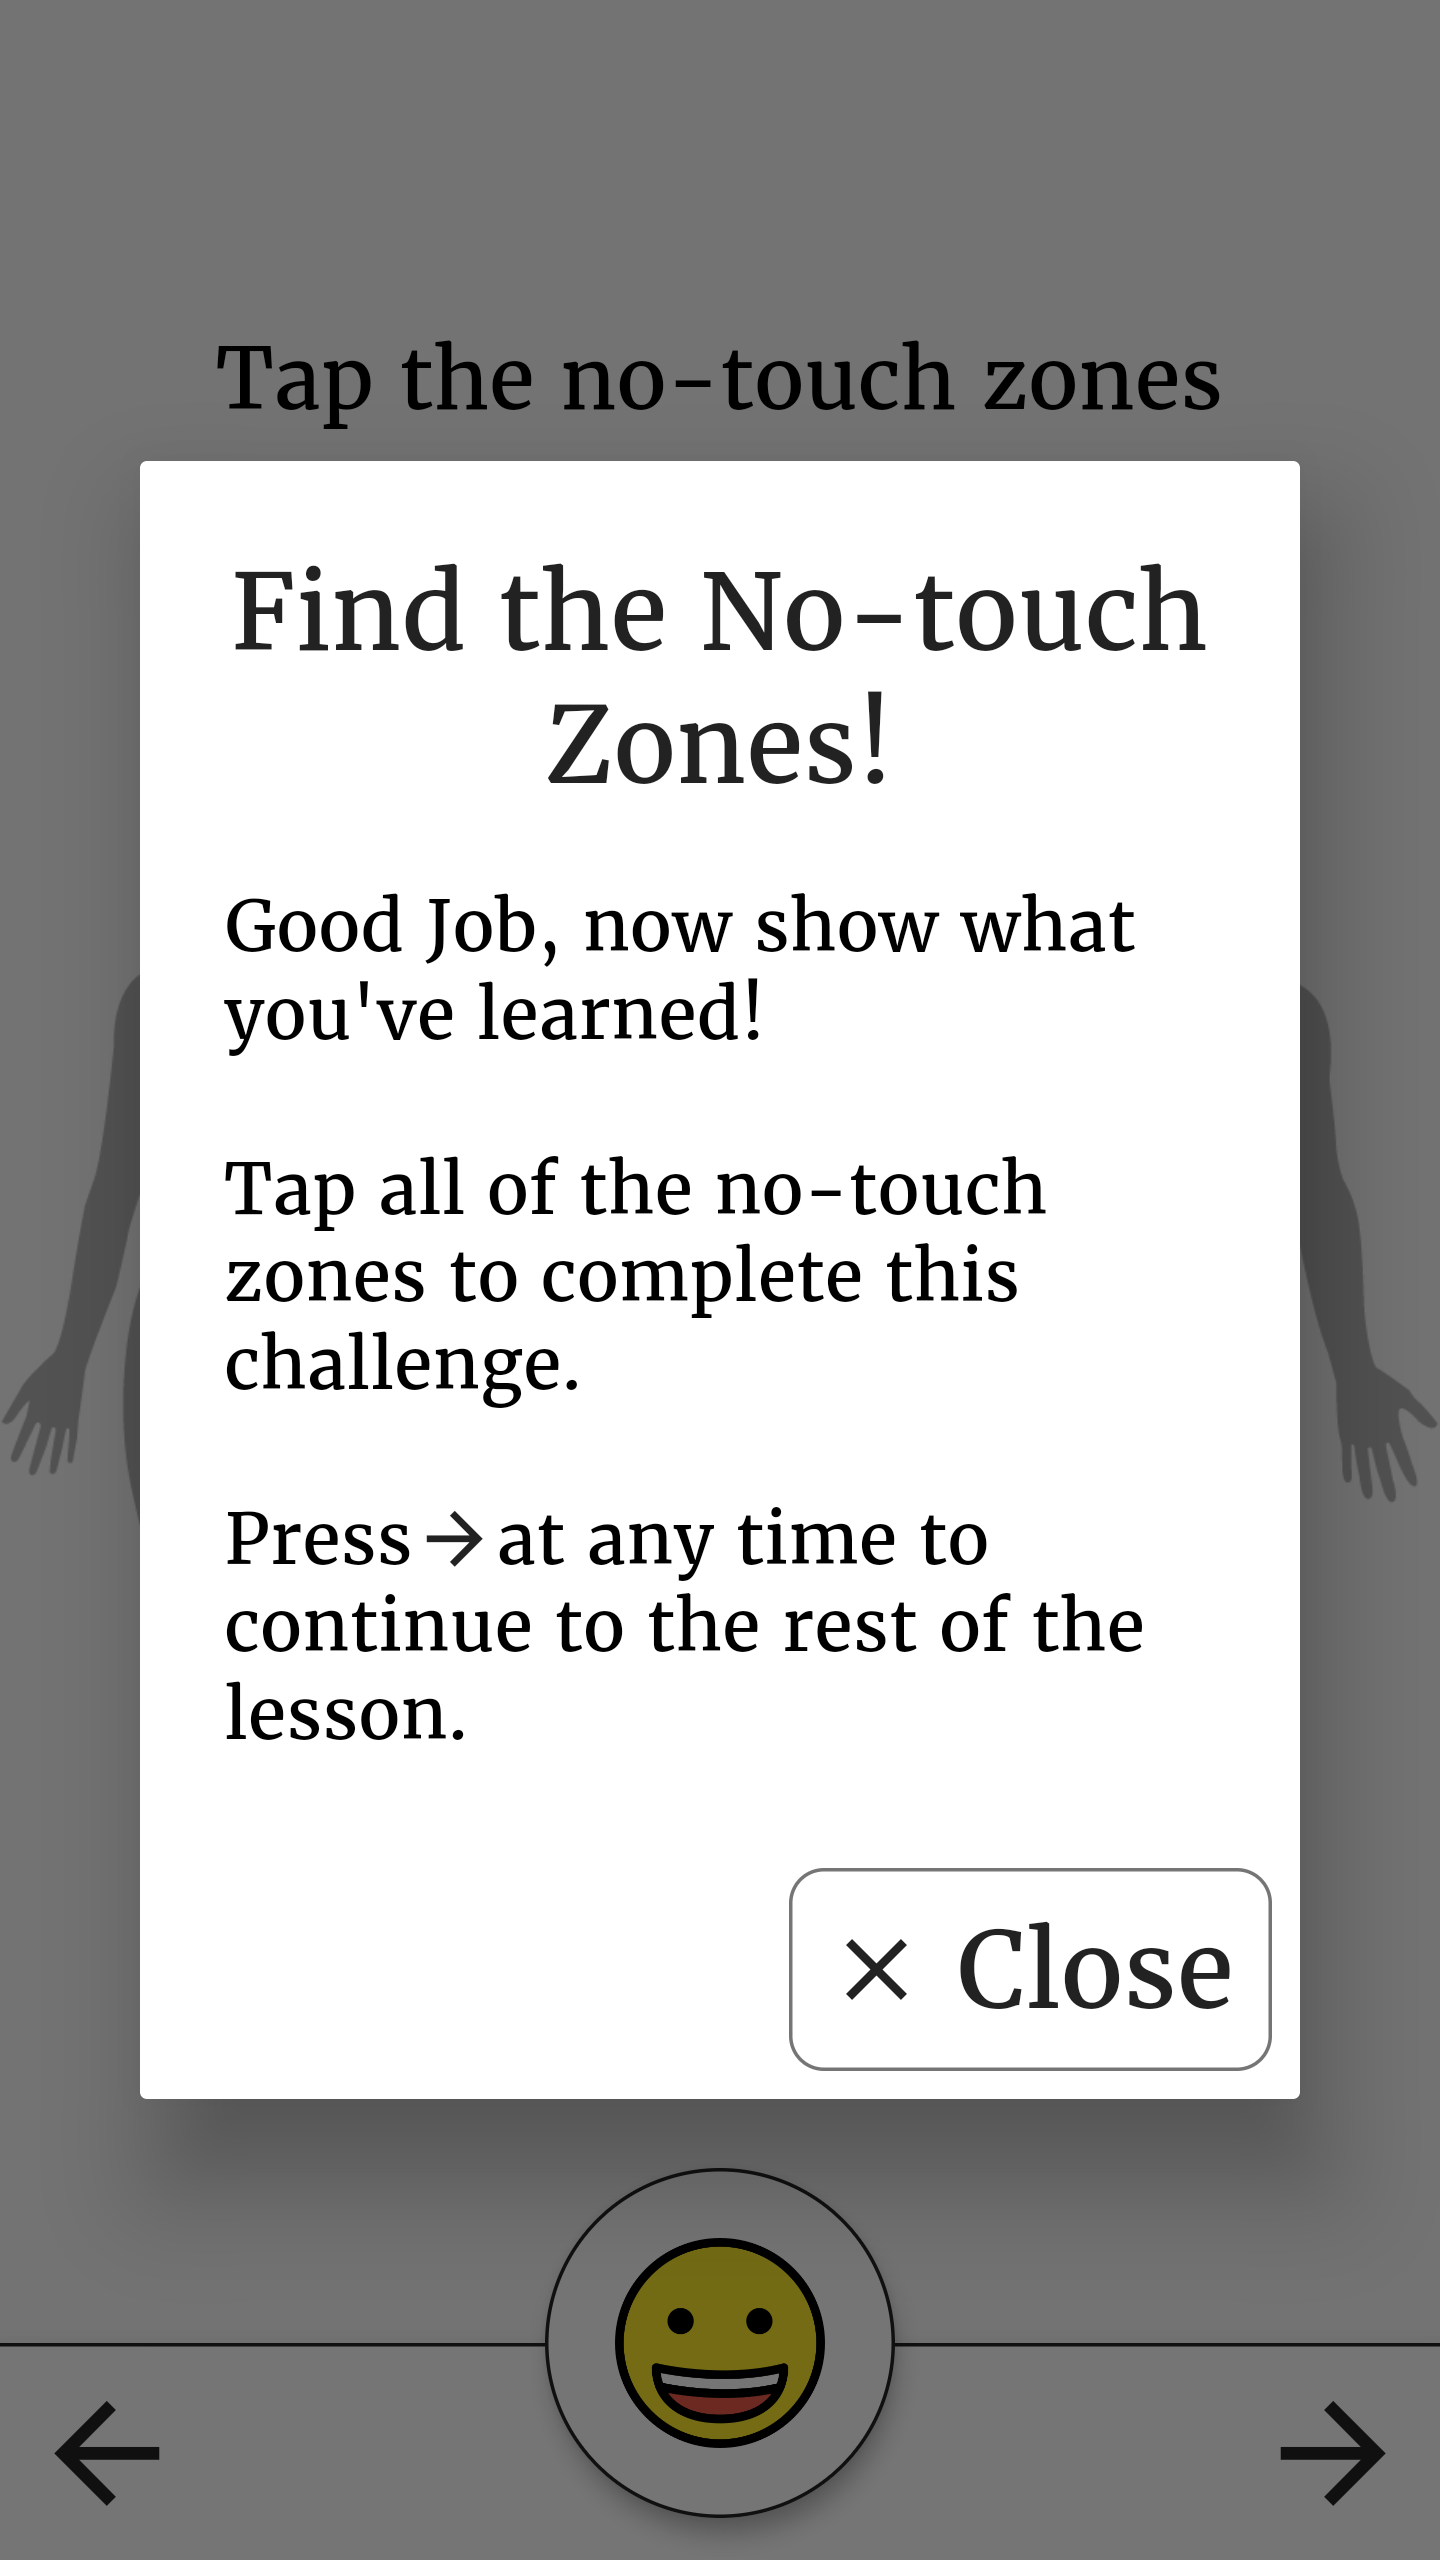 Tap the no-touch zones
Find the No-touch
Zones!
Good Job, now show what
you've learned!
Tap all of the no-touch
zones to complete this
challenge.
Press → at any time to
continue to the rest of the
lesson.
× Close